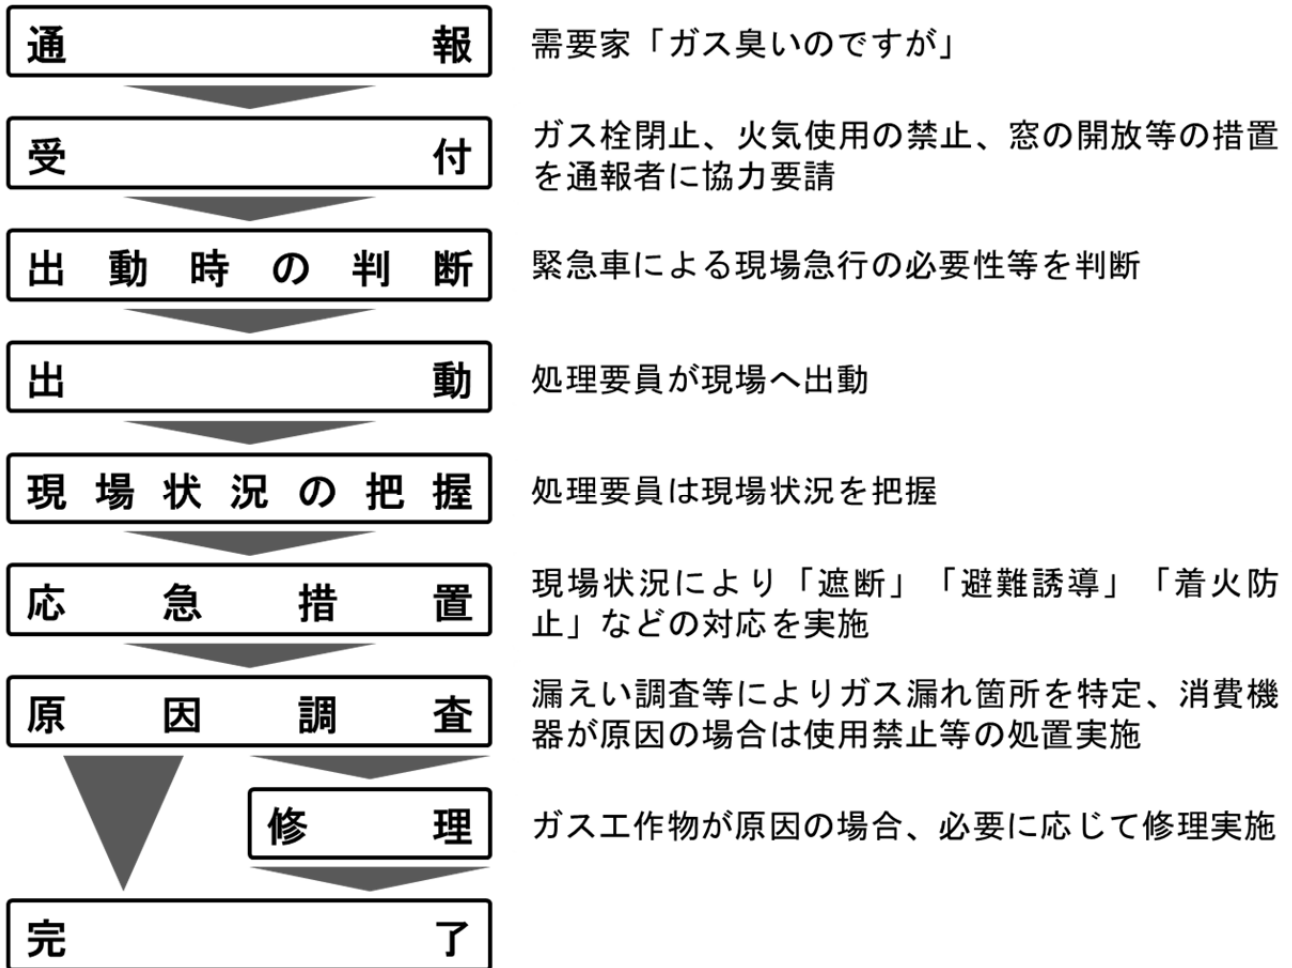 通報
需要家「ガス臭いのですが」
受付
ガス栓閉止、火気使用の禁止、窓の開放等の措置
を通報者に協力要請
出動時の判断
緊急車による現場急行の必要性等を判断
出動
処理要員が現場へ出動
現場状況の把握
処理要員は現場状況を把握
応急措置
現場状況により「遮断」「避難誘導」「着火防
止」などの対応を実施
原因調査
漏えい調査等によりガス漏れ箇所を特定、消費機
器が原因の場合は使用禁止等の処置実施
修理
ガス工作物が原因の場合、必要に応じて修理実施
完了